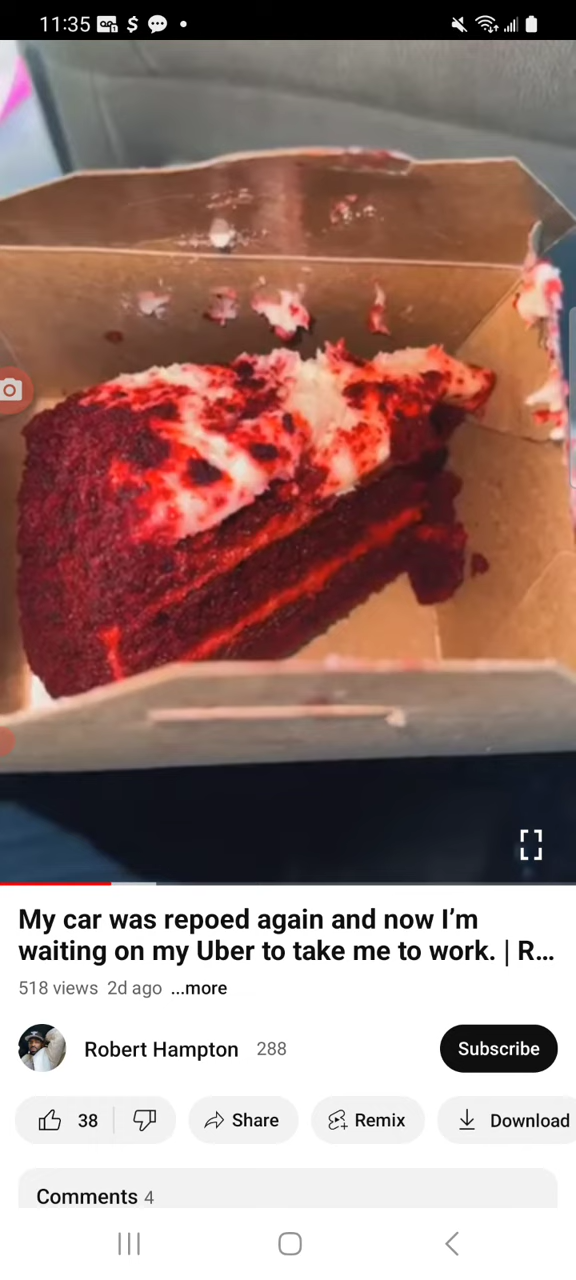 11:35
My car was repoed again and now I’m
waiting on my Uber to take me to work. | R…
518 views 2d ago ...more
Robert Hampton 288
Subscribe
38 Share Remix Download
Comments 4